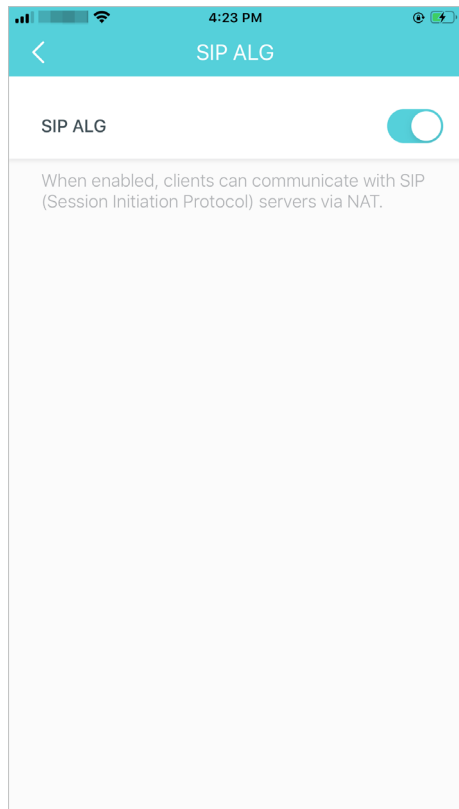 4:23 PM
SIP ALG
SIP ALG
When enabled, clients can communicate with SIP
(Session Initiation Protocol) servers via NAT.